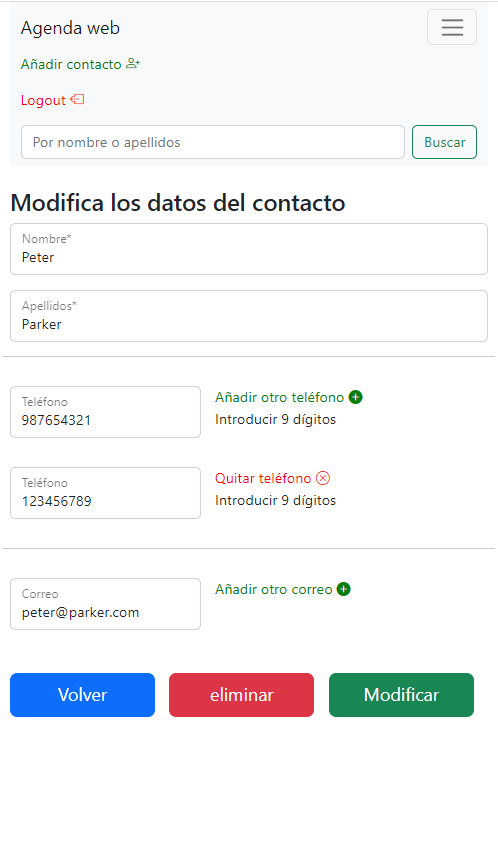 Agenda web
Añadir contacto
Logout
Por nombre o apellidos
Buscar
Modifica los datos del contacto
Nombre*
Peter
Apellidos*
Parker
Teléfono
987654321
Añadir otro teléfono
Introducir 9 dígitos
Teléfono
123456789
Quitar teléfono
Introducir 9 dígitos
Correo
peter@parker.com
Añadir otro correo
Volver
eliminar
Modificar